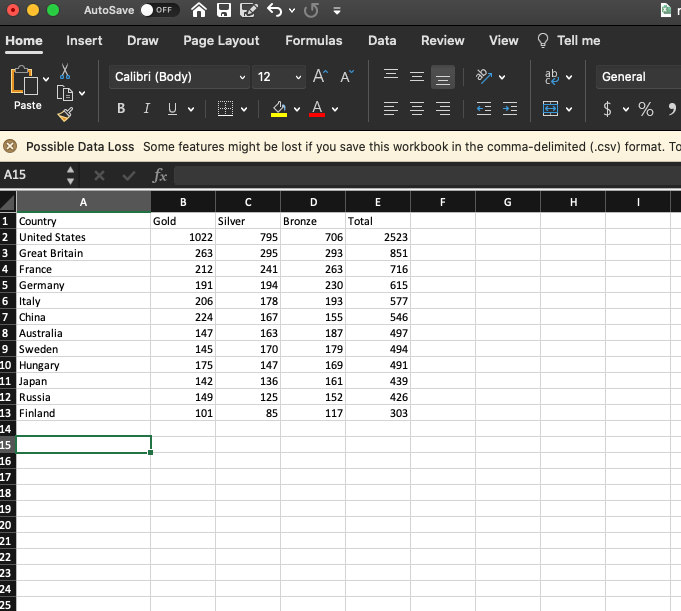 AutoSave OFF
Home Insert Draw Page Layout Formulas Data Review View Tell me
Paste Calibri (Body) 12 A A ab General
B I U A $ %
Possible Data Loss Some features might be lost if you save this workbook in the comma-delimited (.csv) format. To
A15 fx
A B C D E F G H I
1 Country Gold Silver Bronze Total
2 United States 1022 795 706 2523
3 Great Britain 263 295 293 851
4 France 212 241 263 716
5 Germany 191 194 230 615
6 Italy 206 178 193 577
7 China 224 167 155 546
8 Australia 147 163 187 497
9 Sweden 145 170 179 494
10 Hungary 175 147 169 491
11 Japan 142 136 161 439
12 Russia 149 125 152 426
13 Finland 101 85 117 303
14
15
16
17
18
19
20
21
22
23
24
25